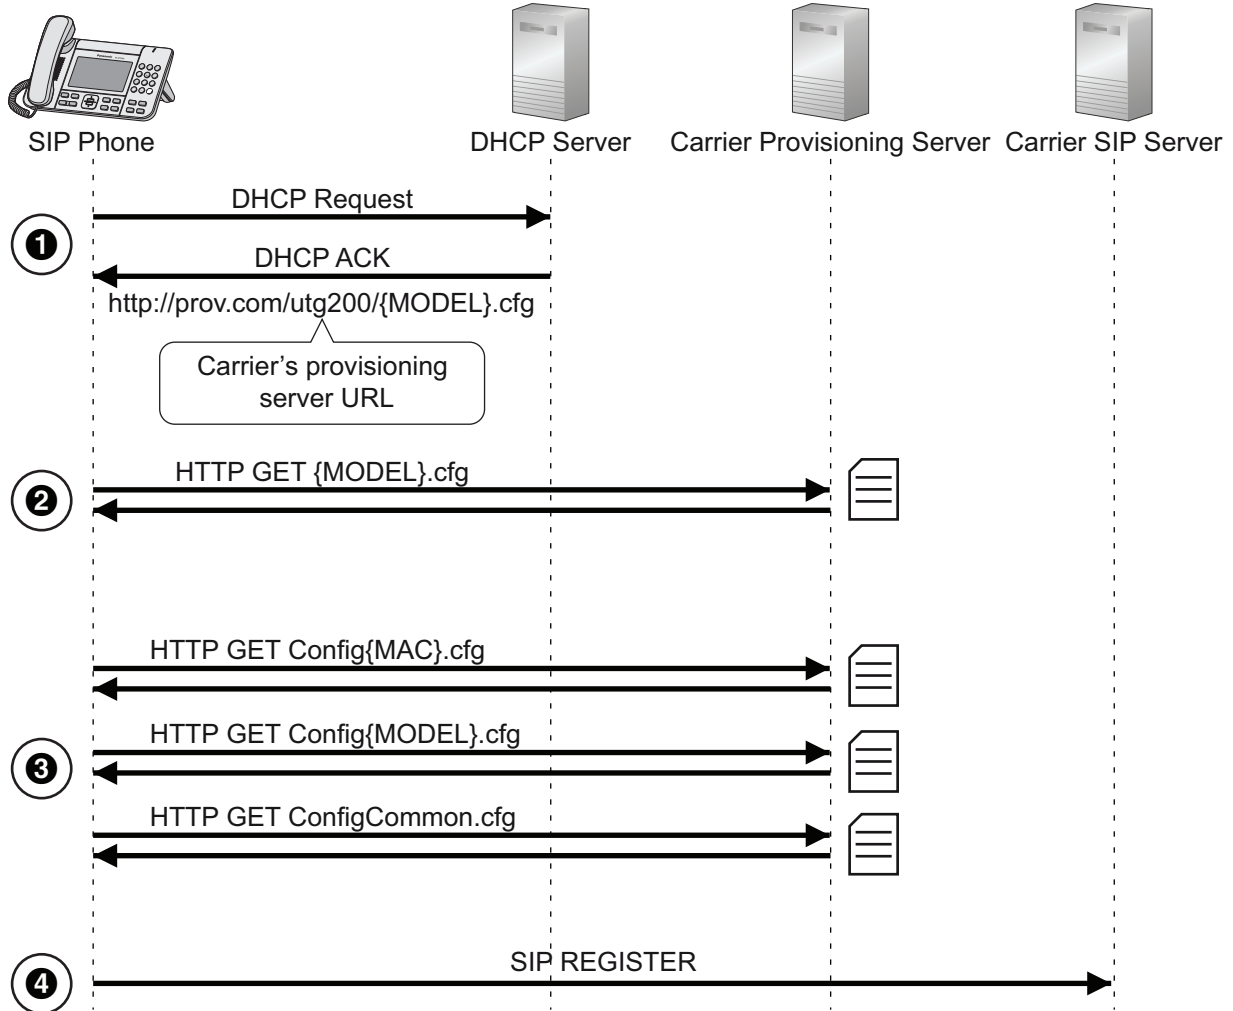 SIP Phone
DHCP Server
Carrier Provisioning Server
Carrier SIP Server
DHCP Request
1
DHCP ACK
http://prov.com/utg200/{MODEL}.cfg
Carrier’s provisioning
server URL
HTTP GET {MODEL}.cfg
2
HTTP GET Config{MAC}.cfg
HTTP GET Config{MODEL}.cfg
3
HTTP GET ConfigCommon.cfg
SIP REGISTER
4